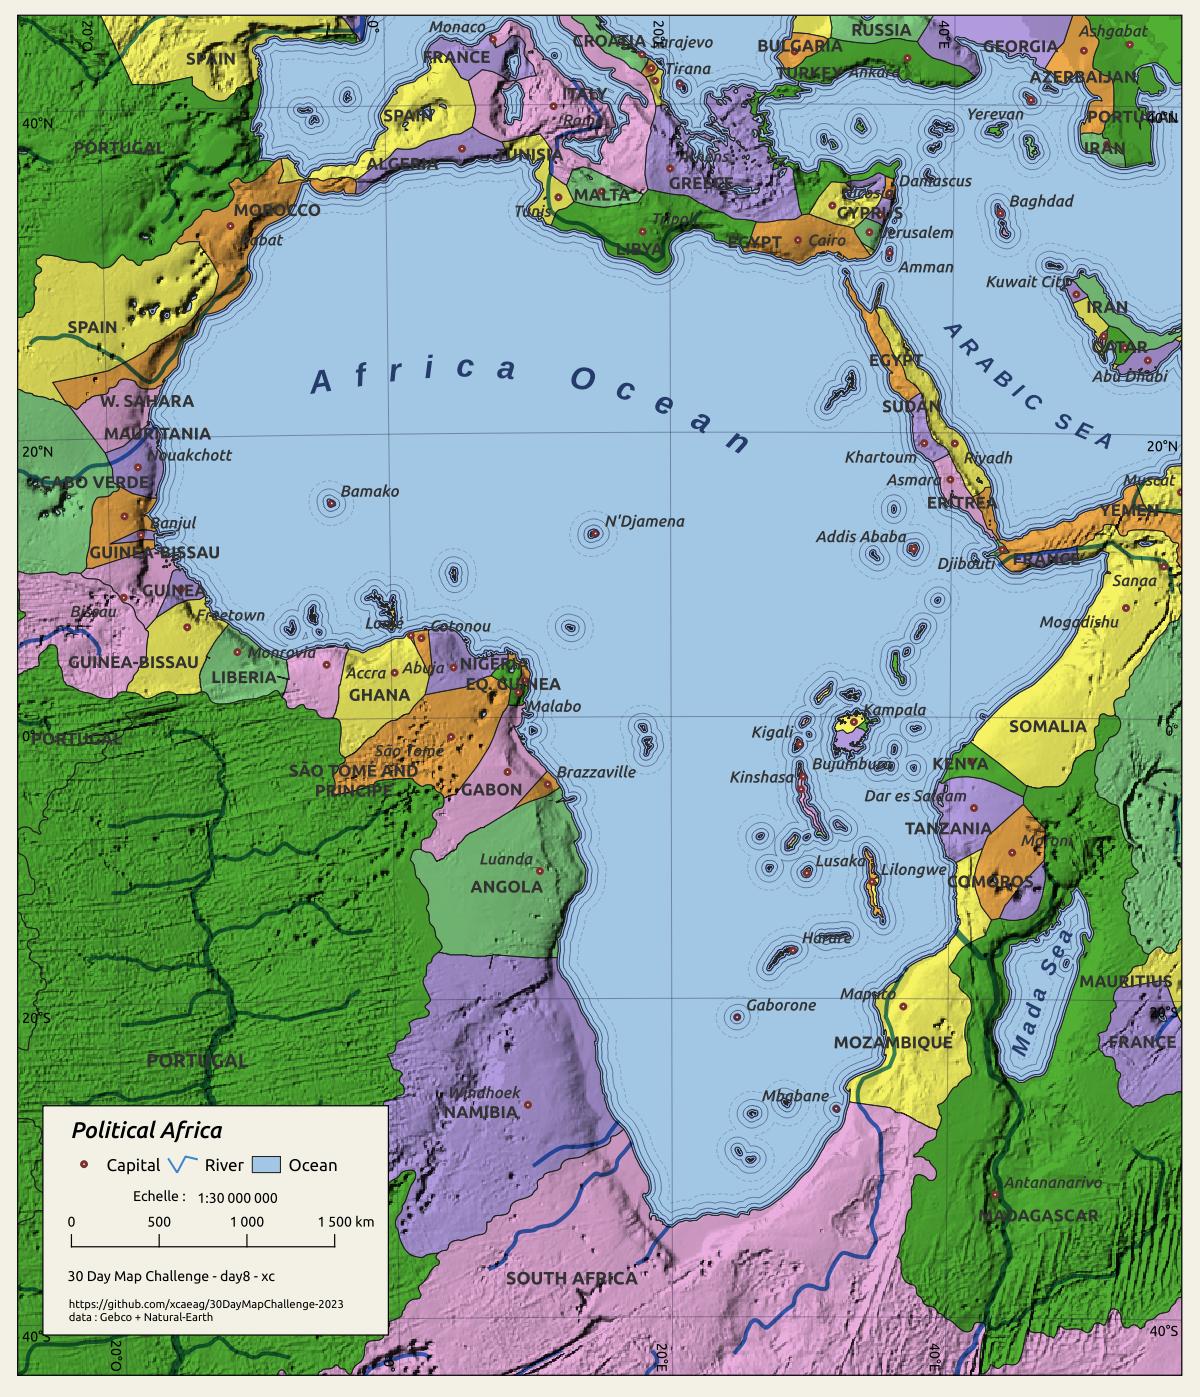 20°O
0°
Monaco
CROATIA
20°E
Sarajevo
RUSSIA
40°E
GEORGIA
Ashgabat
SPAIN
FRANCE
BULGARIA
Tirana
TURKEY
Ankara
AZERBAIJAN
ITALY
SPAIN
Rome
Yerevan
PORTUGAL
40°N
40°N
PORTUGAL
ALGERIA
TUNISIA
Athens
IRAN
GREECE
Damascus
MALTA
Nicosia
MOROCCO
Tunis
Tripoli
CYPRUS
Baghdad
Rabat
LIBYA
EGYPT
Cairo
Jerusalem
Amman
Kuwait City
IRAN
SPAIN
ARABIC SEA
QATAR
EGYPT
Abu Dhabi
Africa Ocean
W. SAHARA
SUDAN
MAURITANIA
20°N
Nouakchott
Khartoum
Riyadh
20°N
CABO VERDE
Asmara
Muscat
Bamako
ERITREA
YEMEN
Banjul
N'Djamena
Addis Ababa
GUINEA-BISSAU
Djibouti
FRANCE
GUINEA
Sanaa
Bissau
Freetown
Lomé
Cotonou
Mogadishu
Monrovia
GUINEA-BISSAU
LIBERIA
Accra
Abuja
NIGERIA
GHANA
EQ. GUINEA
Malabo
Kampala
PORTUGAL
0°
São Tomé
Kigali
SOMALIA
SÃO TOMÉ AND
PRINCIPE
Brazzaville
Kinshasa
Bujumbura
KENYA
GABON
Dar es Salaam
TANZANIA
Moroni
Luanda
Lusaka
Lilongwe
ANGOLA
COMOROS
Harare
Mada Sea
MAURITIUS
Gaborone
Maputo
20°S
20°S
MOZAMBIQUE
FRANCE
PORTUGAL
Windhoek
NAMIBIA
Mbabane
Antananarivo
MADAGASCAR
SOUTH AFRICA
Political Africa
Capital River Ocean
Echelle : 1:30 000 000
0 500 1 000 1 500 km
30 Day Map Challenge - day8 - xc
https://github.com/xcaeag/30DayMapChallenge-2023
data : Gebco + Natural-Earth
40°S
40°S
20°O
0°
20°E
40°E